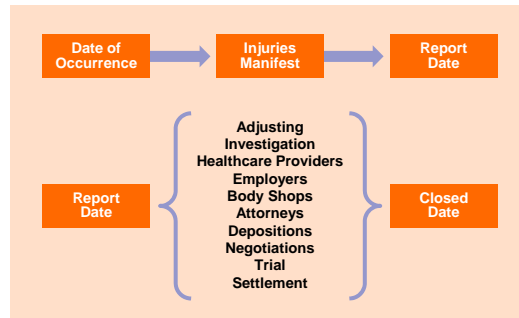 Date of
Occurrence
Injuries
Manifest
Report
Date
Report
Date
Adjusting
Investigation
Healthcare Providers
Employers
Body Shops
Attorneys
Depositions
Negotiations
Trial
Settlement
Closed
Date